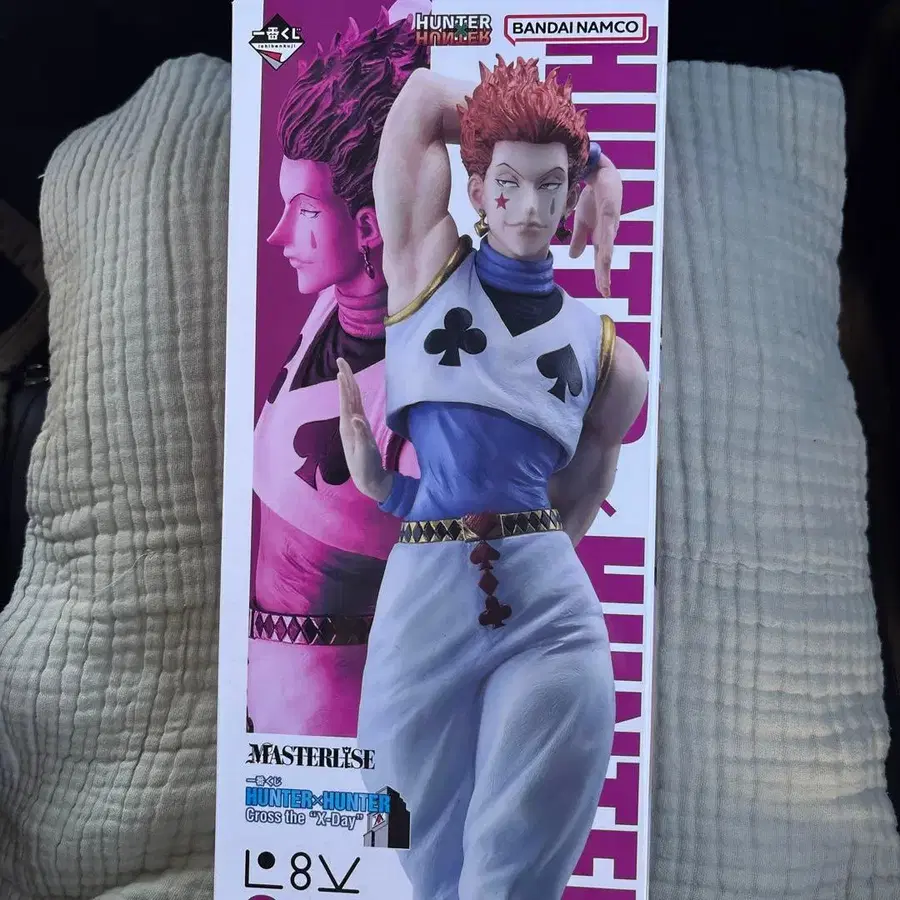 一番くじ
ichibankuji
HUNTER
HUNTER
BANDAI NAMCO
HUNTER × HUNTER
MASTERLISE
一番くじ
HUNTER×HUNTER
Cross the "X-Day"